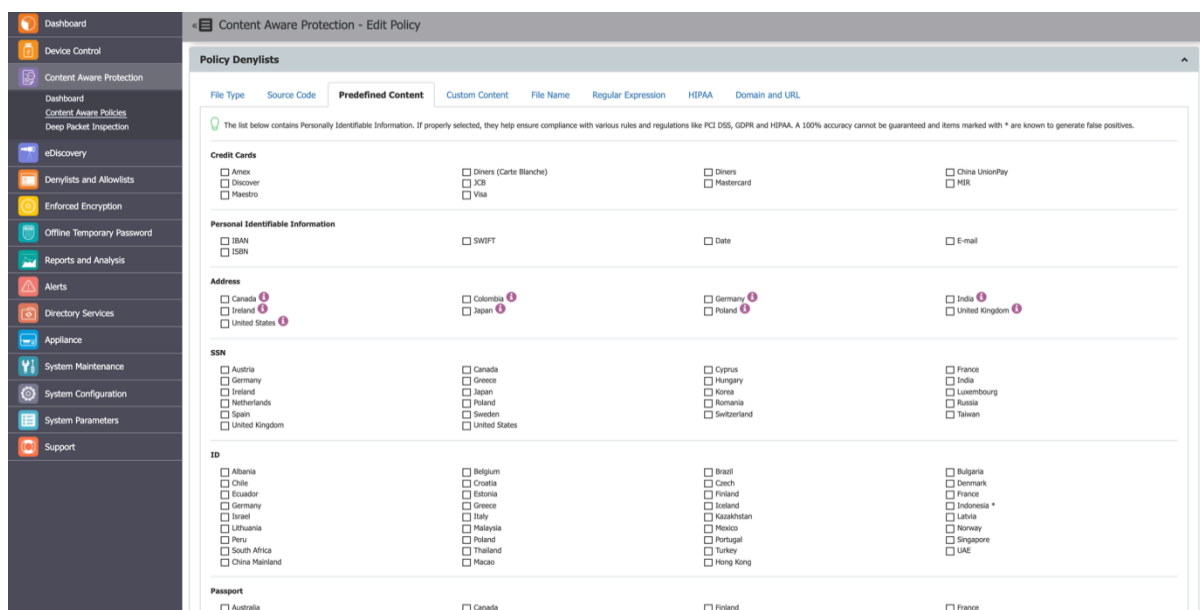 Dashboard
Device Control
Content Aware Protection
Dashboard
Content Aware Policies
Deep Packet Inspection
eDiscovery
Denylists and Allowlists
Enforced Encryption
Offline Temporary Password
Reports and Analysis
Alerts
Directory Services
Appliance
System Maintenance
System Configuration
System Parameters
Support
Content Aware Protection - Edit Policy
Policy Denylists
File Type Source Code Predefined Content Custom Content File Name Regular Expression HIPAA Domain and URL
The list below contains Personally Identifiable Information. If properly selected, they help ensure compliance with various rules and regulations like PCI DSS, GDPR and HIPAA. A 100% accuracy cannot be guaranteed and items marked with * are known to generate false positives.
Credit Cards
Amex Diners (Carte Blanche) Diners China UnionPay
Discover JCB Mastercard MIR
Maestro Visa
Personal Identifiable Information
IBAN SWIFT Date E-mail
ISBN
Address
Canada Colombia Germany India
Ireland Japan Poland United Kingdom
United States
SSN
Austria Canada Cyprus France
Germany Greece Hungary India
Ireland Japan Korea Luxembourg
Netherlands Poland Romania Russia
Spain Sweden Switzerland Taiwan
United Kingdom United States
ID
Albania Belgium Brazil Bulgaria
Chile Croatia Czech Denmark
Ecuador Estonia Finland France
Germany Greece Iceland Indonesia *
Israel Italy Kazakhstan Latvia
Lithuania Malaysia Mexico Norway
Peru Poland Portugal Singapore
South Africa Thailand Turkey UAE
China Mainland Macao Hong Kong
Passport
Australia Canada Finland France